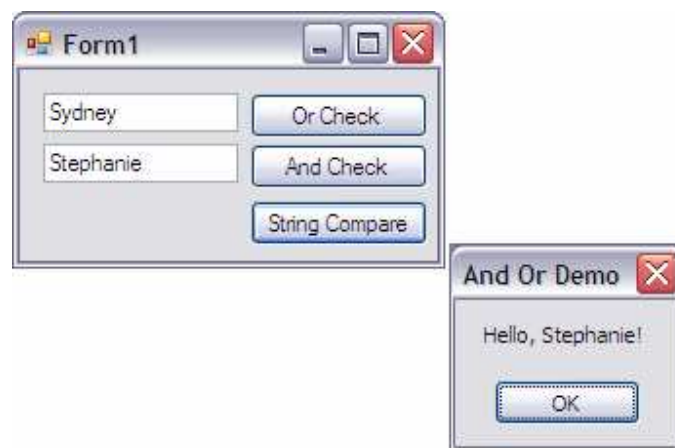 Form1
Sydney
Or Check
Stephanie
And Check
String Compare
And Or Demo
Hello, Stephanie!
OK